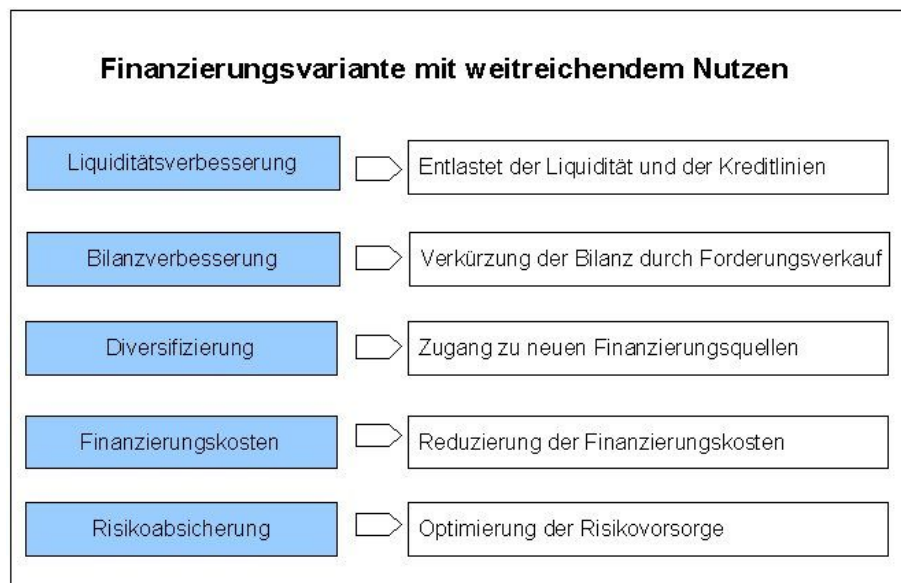 Finanzierungsvariante mit weitreichendem Nutzen
Liquiditätsverbesserung
Entlastet der Liquidität und der Kreditlinien
Bilanzverbesserung
Verkürzung der Bilanz durch Forderungsverkauf
Diversifizierung
Zugang zu neuen Finanzierungsquellen
Finanzierungskosten
Reduzierung der Finanzierungskosten
Risikoabsicherung
Optimierung der Risikovorsorge